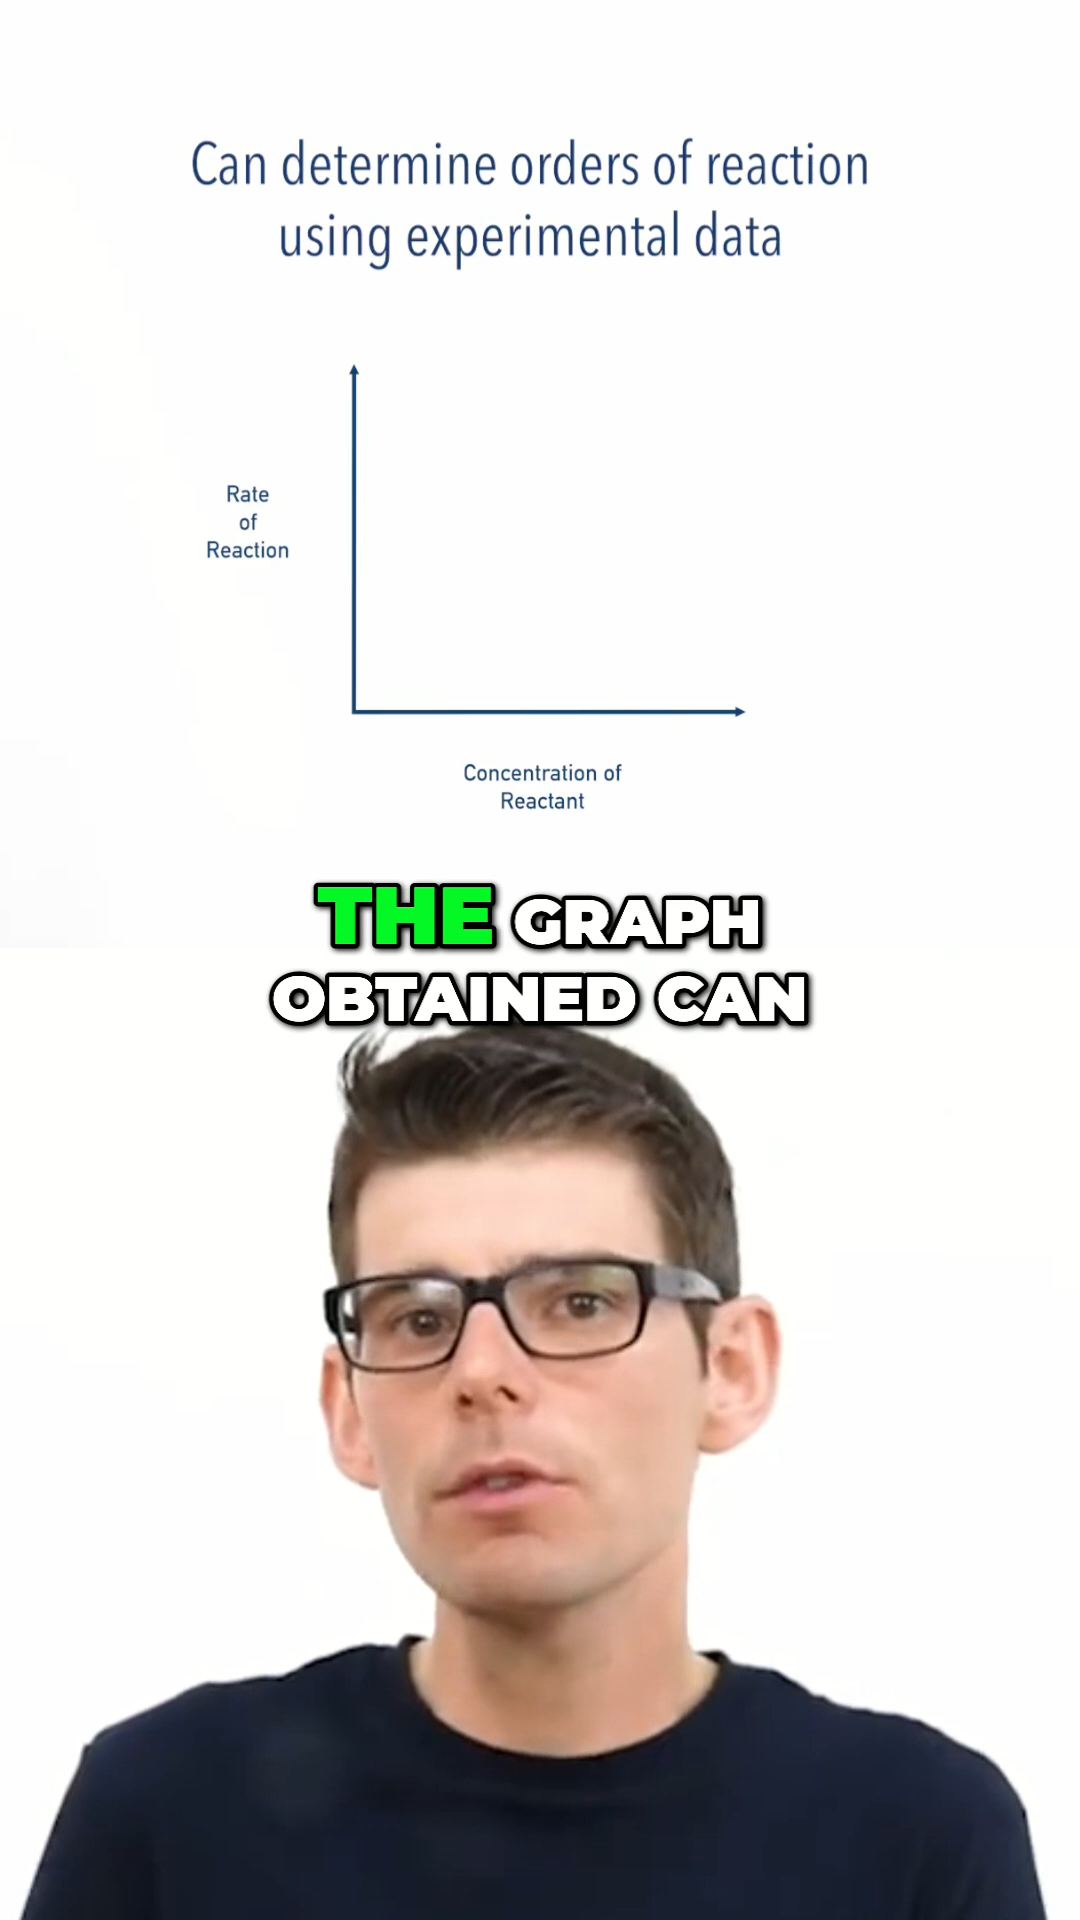 Can determine orders of reaction
using experimental data
Rate
of
Reaction
Concentration of
Reactant
THE GRAPH
OBTAINED CAN